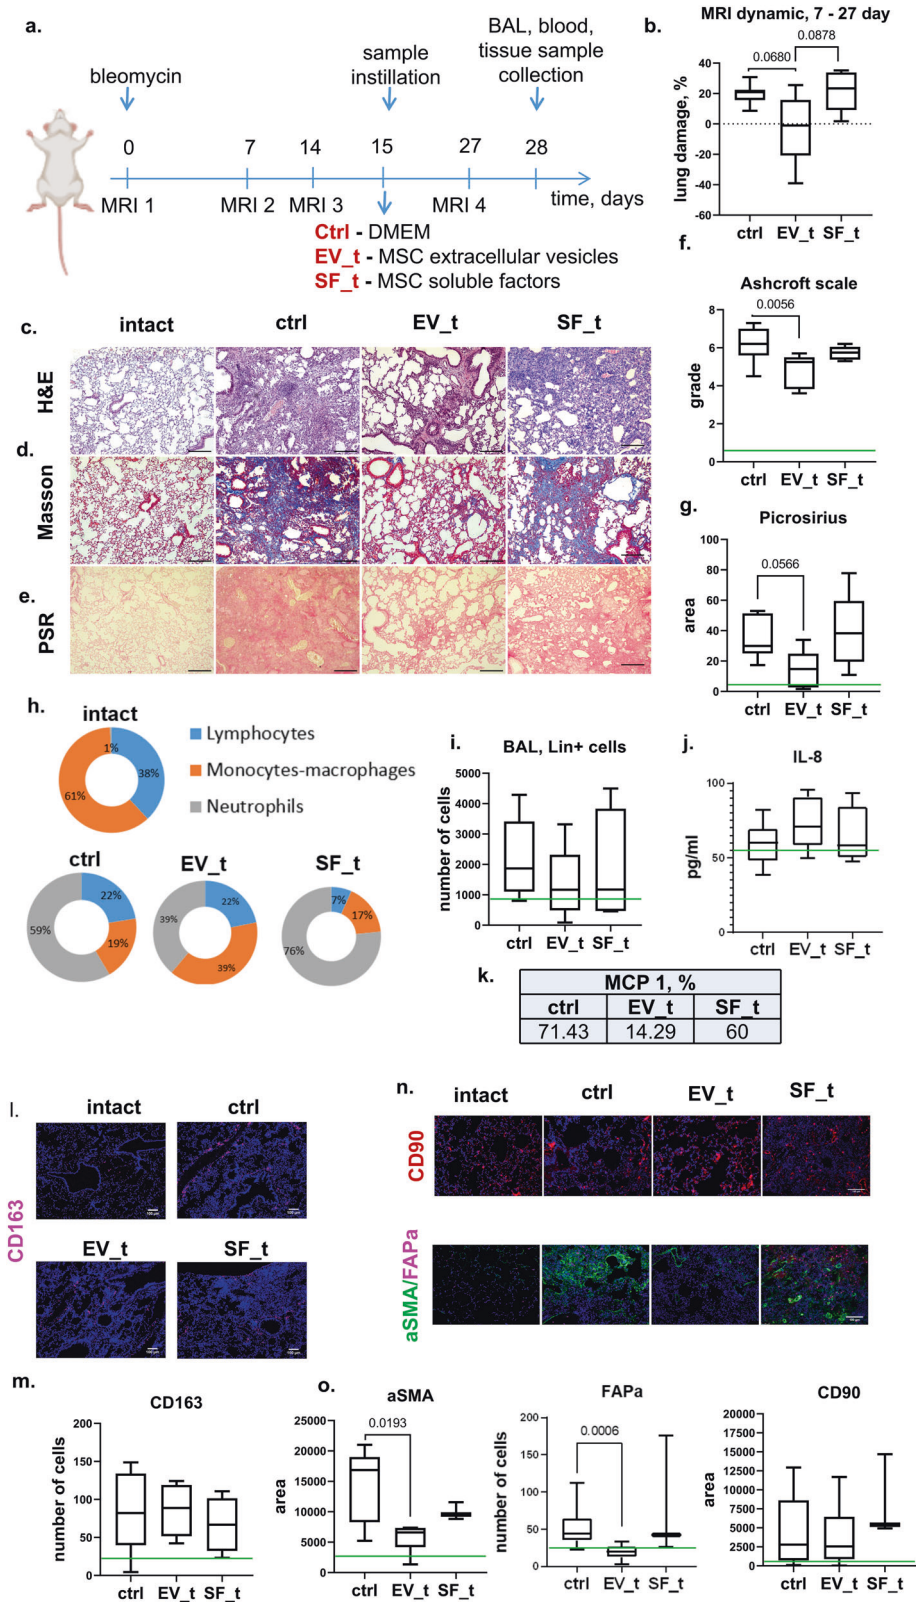 a.
bleomycin
sample
instillation
BAL, blood,
tissue sample
collection
0
7
14
15
27
28
MRI 1
MRI 2
MRI 3
MRI 4
time, days
Ctrl - DMEM
EV_t - MSC extracellular vesicles
SF_t - MSC soluble factors
b.
MRI dynamic, 7 - 27 day
0.0878
0.0680
lung damage, %
40
20
0
-20
-40
-60
ctrl
EV_t
SF_t
c.
intact
ctrl
EV_t
SF_t
H&E
d.
Masson
e.
PSR
f.
Ashcroft scale
0.0056
grade
8
6
4
2
0
ctrl
EV_t
SF_t
g.
Picrosirius
0.0566
area
100
80
60
40
20
0
ctrl
EV_t
SF_t
h.
intact
1%
38%
61%
Lymphocytes
Monocytes-macrophages
Neutrophils
ctrl
22%
19%
59%
EV_t
22%
39%
39%
SF_t
7%
17%
76%
i.
BAL, Lin+ cells
number of cells
5000
4000
3000
2000
1000
0
ctrl
EV_t
SF_t
j.
IL-8
pg/ml
100
50
0
ctrl
EV_t
SF_t
k.
MCP 1, %
ctrl EV_t SF_t
71.43 14.29 60
l.
intact
ctrl
CD163
100 µm
100 µm
EV_t
SF_t
100 µm
100 µm
n.
intact
ctrl
EV_t
SF_t
CD90
aSMA/FAPa
m.
CD163
number of cells
200
150
100
50
0
ctrl
EV_t
SF_t
o.
aSMA
0.0193
area
25000
20000
15000
10000
5000
0
ctrl
EV_t
SF_t
FAPa
0.0006
number of cells
200
150
100
50
0
ctrl
EV_t
SF_t
CD90
area
20000
17500
15000
12500
10000
7500
5000
2500
0
ctrl
EV_t
SF_t